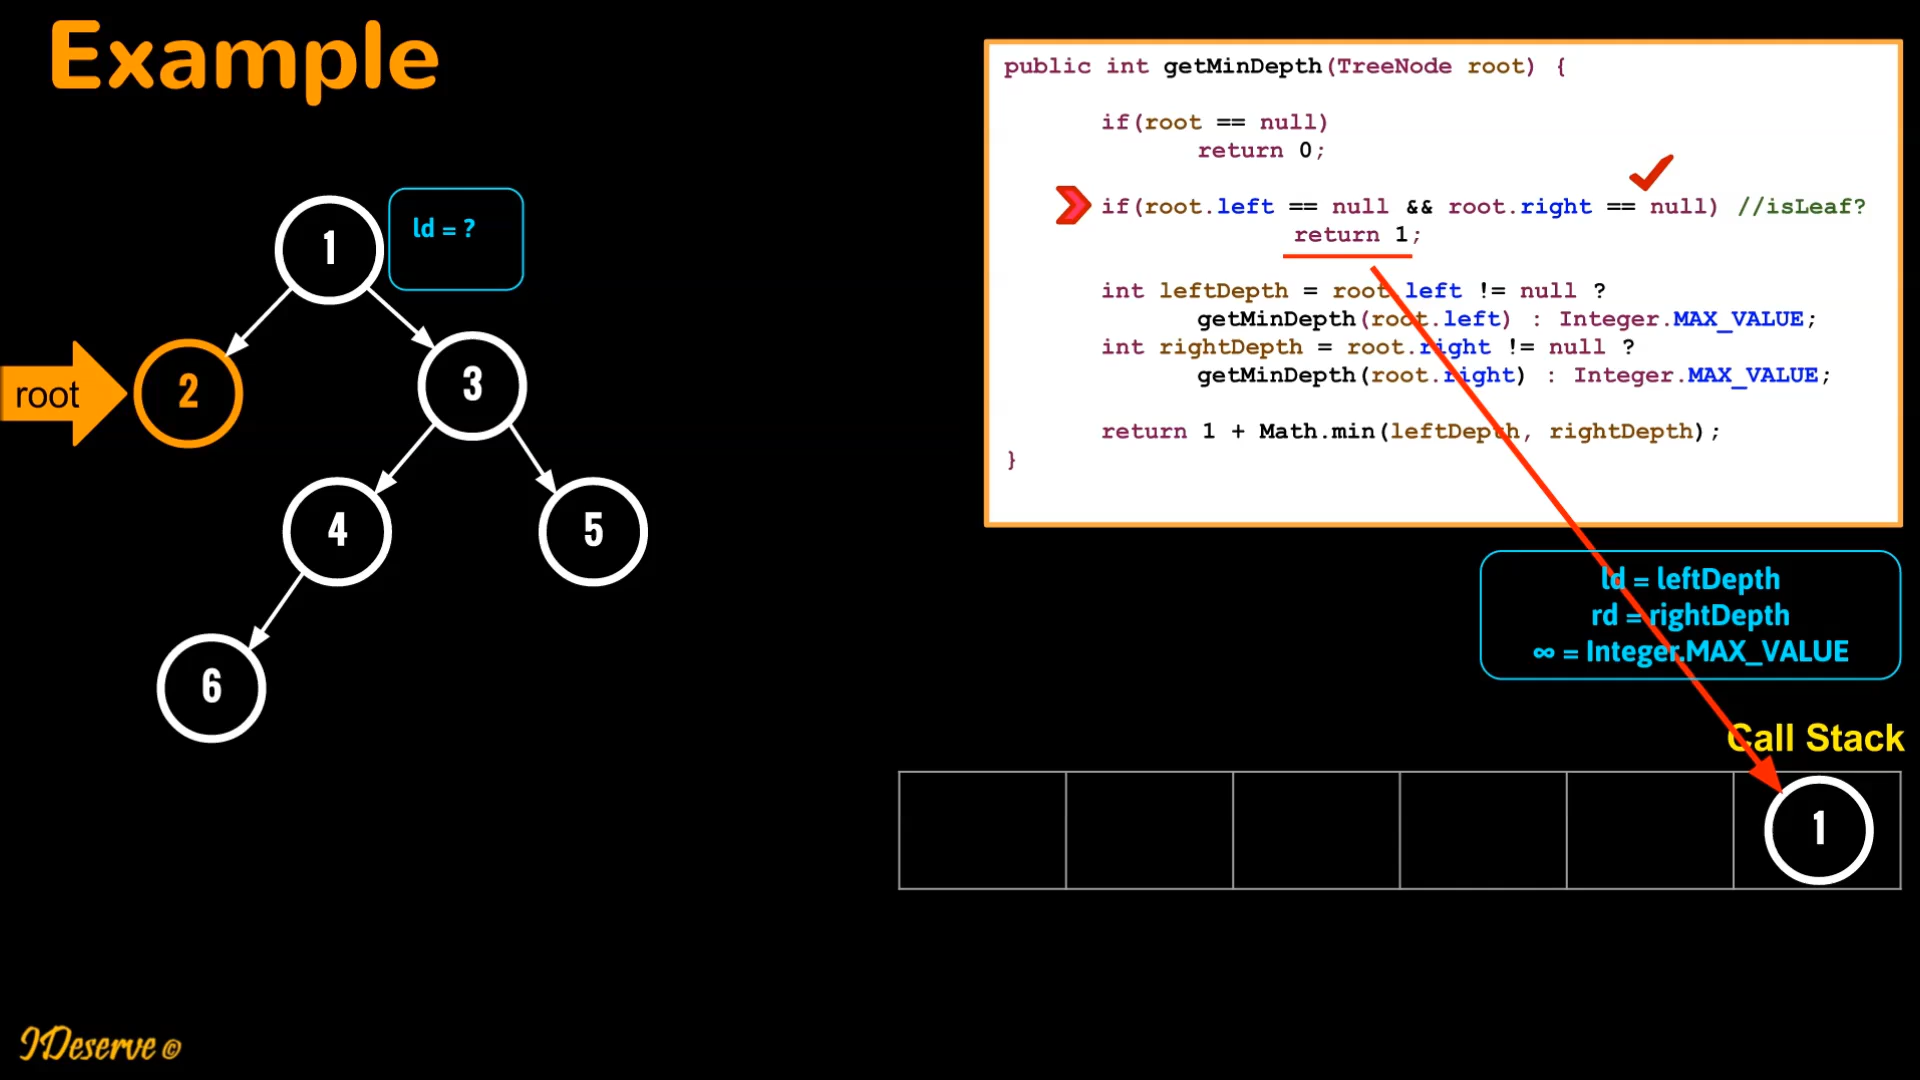 Example
public int getMinDepth(TreeNode root) {
if(root == null)
return 0;
if(root.left == null && root.right == null) //isLeaf?
return 1;
int leftDepth = root.left != null ?
getMinDepth(root.left) : Integer.MAX_VALUE;
int rightDepth = root.right != null ?
getMinDepth(root.right) : Integer.MAX_VALUE;
return 1 + Math.min(leftDepth, rightDepth);
}
1
ld = ?
root
2
3
4
5
6
ld = leftDepth
rd = rightDepth
∞ = Integer.MAX_VALUE
Call Stack
1
IDeserve ©